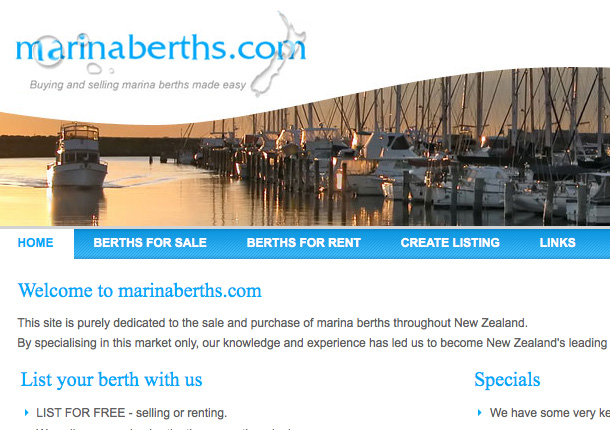 marinaberths.com
Buying and selling marina berths made easy
HOME BERTHS FOR SALE BERTHS FOR RENT CREATE LISTING LINKS
Welcome to marinaberths.com
This site is purely dedicated to the sale and purchase of marina berths throughout New Zealand.
By specialising in this market only, our knowledge and experience has led us to become New Zealand's leading
List your berth with us
LIST FOR FREE - selling or renting.
Specials
We have some very ke